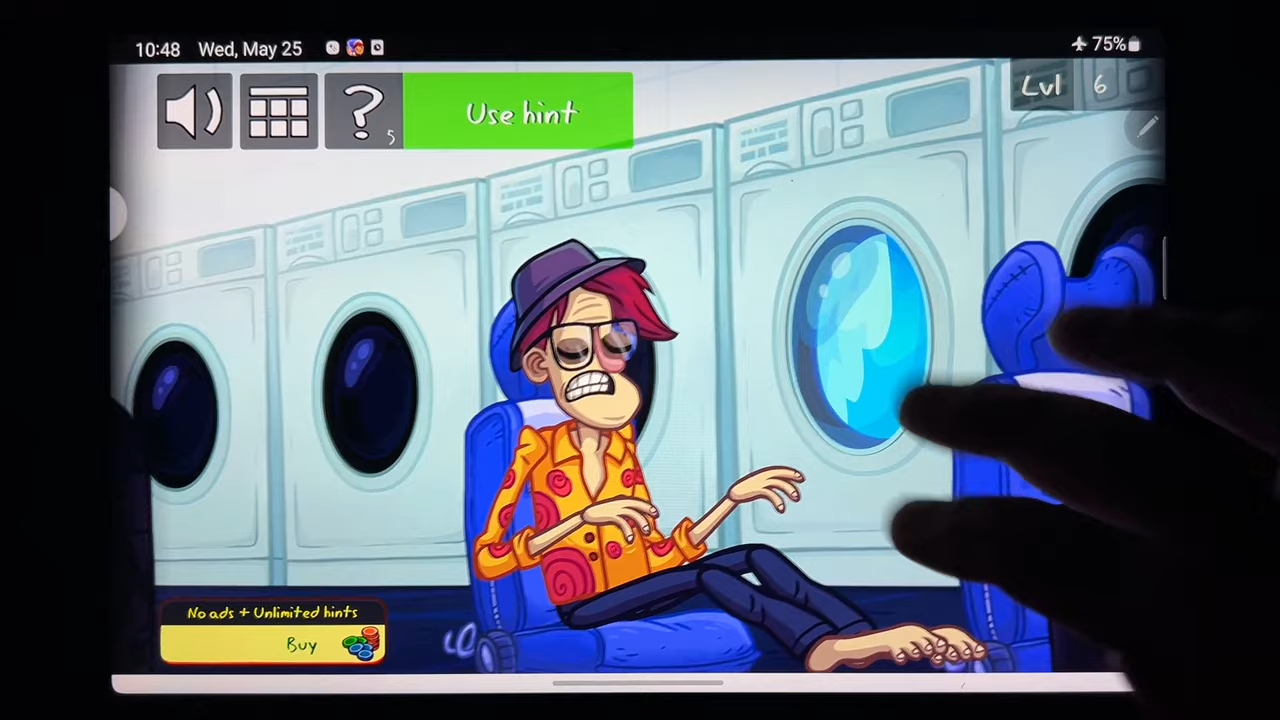 10:48 Wed, May 25 75%
Use hint
5
Lvl 6
No ads + Unlimited hints
Buy